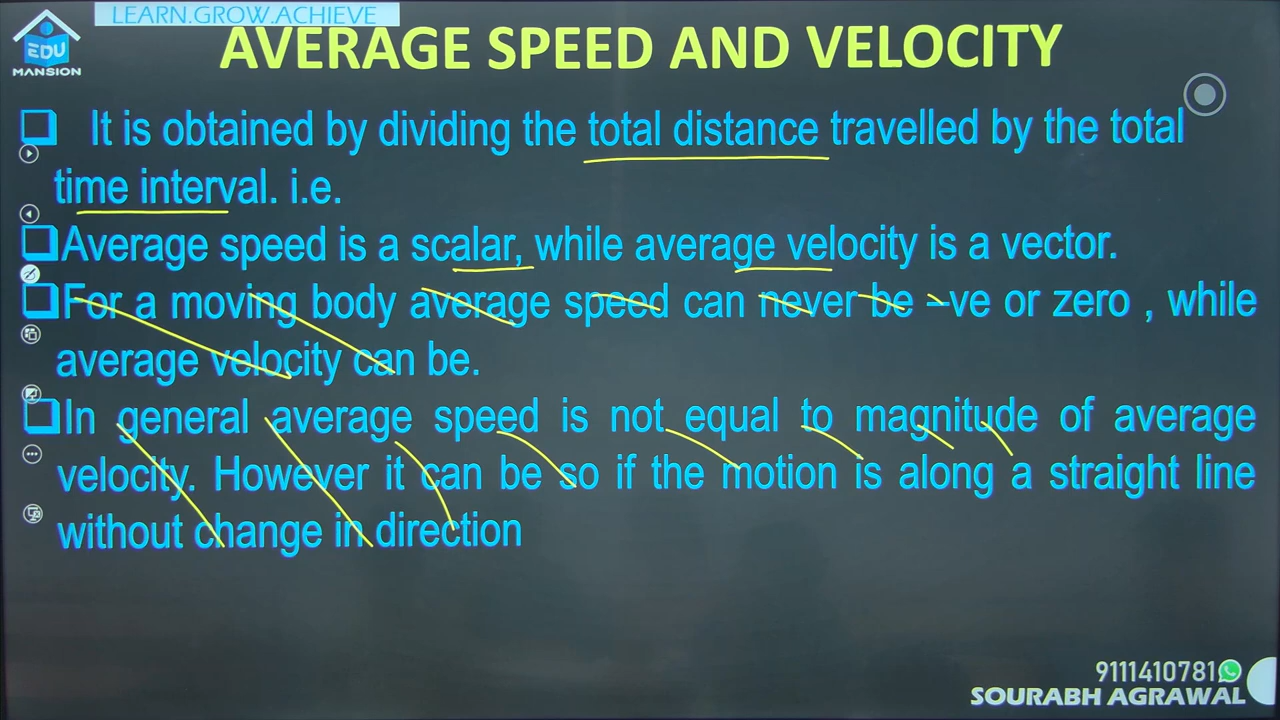 LEARN.GROW.ACHIEVE
EDU
MANSION
AVERAGE SPEED AND VELOCITY
It is obtained by dividing the total distance travelled by the total
time interval. i.e.
Average speed is a scalar, while average velocity is a vector.
For a moving body average speed can never be –ve or zero , while
average velocity can be.
In general average speed is not equal to magnitude of average
velocity. However it can be so if the motion is along a straight line
without change in direction
9111410781
SOURABH AGRAWAL